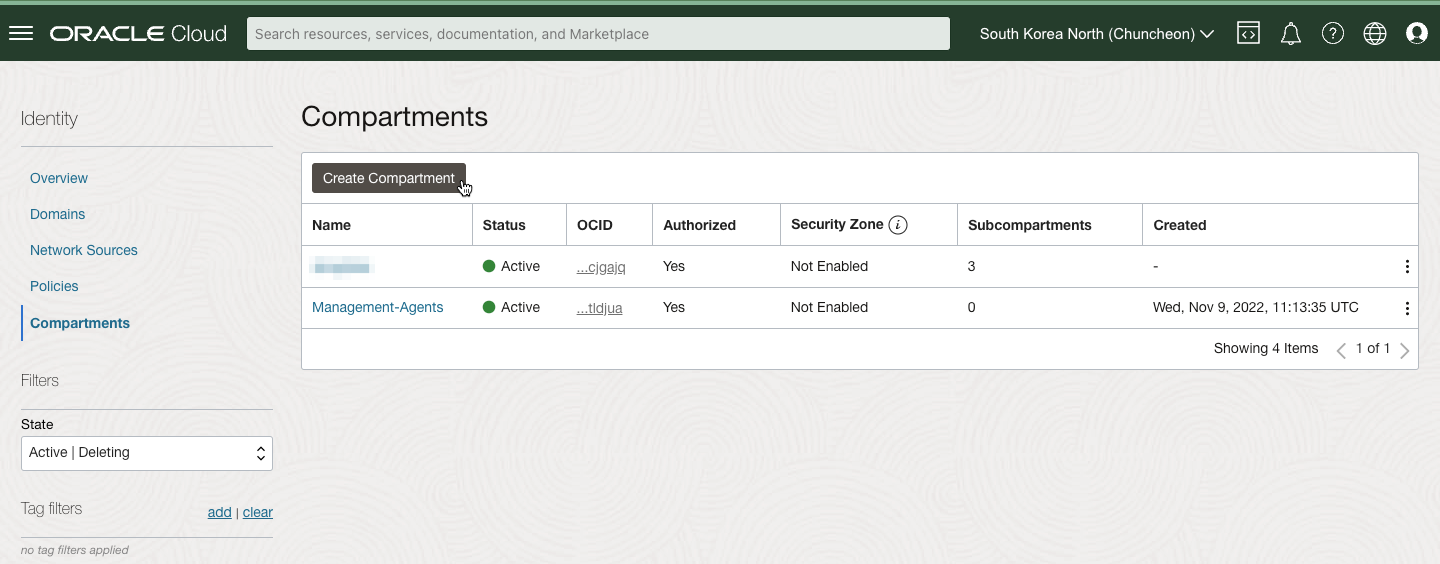 ORACLE Cloud
Search resources, services, documentation, and Marketplace
South Korea North (Chuncheon)
Identity
Overview
Domains
Network Sources
Policies
Compartments
Filters
State
Active | Deleting
Tag filters
add | clear
no tag filters applied
Compartments
Create Compartment
Name Status OCID Authorized Security Zone i Subcompartments Created
Active ...cjgajq Yes Not Enabled 3 -
Management-Agents Active ...tldjua Yes Not Enabled 0 Wed, Nov 9, 2022, 11:13:35 UTC
Showing 4 Items < 1 of 1 >